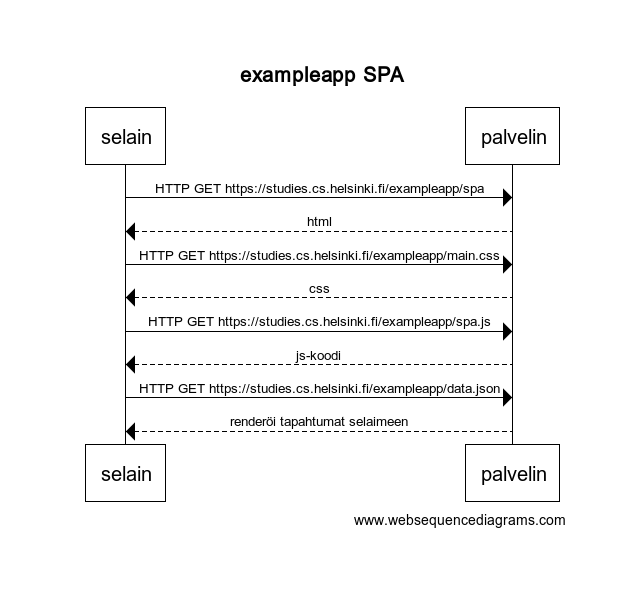 exampleapp SPA
selain
palvelin
HTTP GET https://studies.cs.helsinki.fi/exampleapp/spa
html
HTTP GET https://studies.cs.helsinki.fi/exampleapp/main.css
css
HTTP GET https://studies.cs.helsinki.fi/exampleapp/spa.js
js-koodi
HTTP GET https://studies.cs.helsinki.fi/exampleapp/data.json
renderöi tapahtumat selaimeen
selain
palvelin
www.websequencediagrams.com